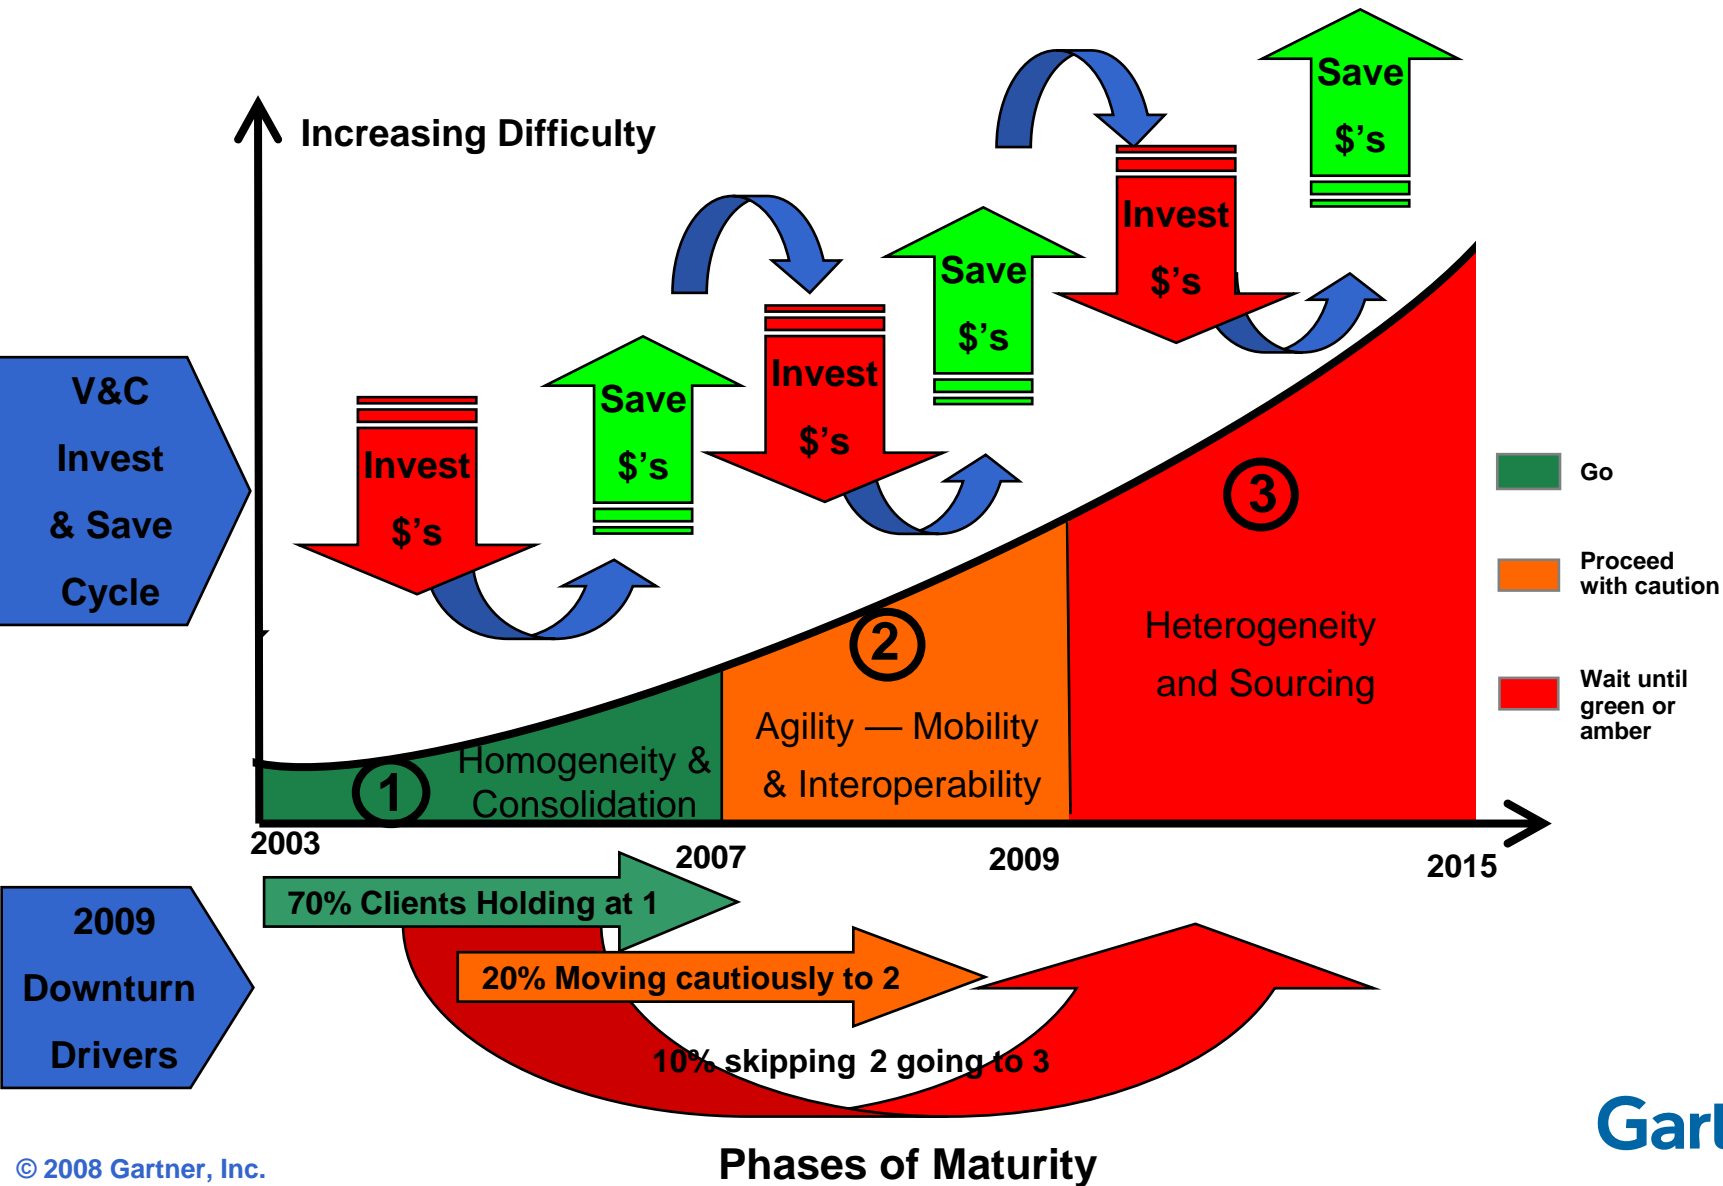 Increasing Difficulty
Save
$’s
Invest
$’s
Save
$’s
Invest
$’s
Save
$’s
Invest
$’s
V&C
Invest
& Save
Cycle
3
Heterogeneity
and Sourcing
2
Agility — Mobility
& Interoperability
1
Homogeneity &
Consolidation
Go
Proceed
with caution
Wait until
green or
amber
2003
2007
2009
2015
2009
Downturn
Drivers
70% Clients Holding at 1
20% Moving cautiously to 2
10% skipping 2 going to 3
Phases of Maturity
© 2008 Gartner, Inc.